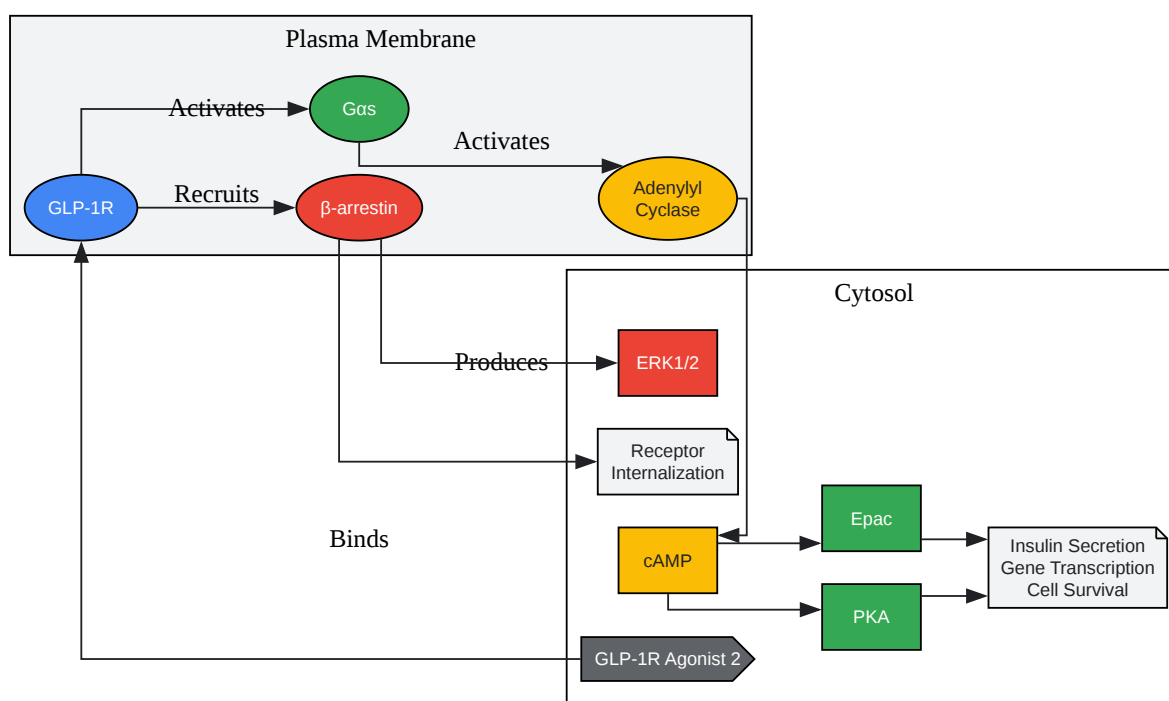 Plasma Membrane
Activates
Gαs
Activates
Adenylyl
Cyclase
GLP-1R
Recruits
β-arrestin
Cytosol
Produces
ERK1/2
Receptor
Internalization
Binds
cAMP
Epac
Insulin Secretion
Gene Transcription
Cell Survival
PKA
GLP-1R Agonist 2